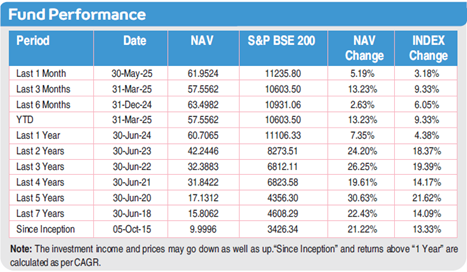 Fund Performance
Period Date NAV S&P BSE 200 NAV Change INDEX Change
Last 1 Month 30-May-25 61.9524 11235.80 5.19% 3.18%
Last 3 Months 31-Mar-25 57.5562 10603.50 13.23% 9.33%
Last 6 Months 31-Dec-24 63.4982 10931.06 2.63% 6.05%
YTD 31-Mar-25 57.5562 10603.50 13.23% 9.33%
Last 1 Year 30-Jun-24 60.7065 11106.33 7.35% 4.38%
Last 2 Years 30-Jun-23 42.2446 8273.51 24.20% 18.37%
Last 3 Years 30-Jun-22 32.3883 6812.11 26.25% 19.39%
Last 4 Years 30-Jun-21 31.8422 6823.58 19.61% 14.17%
Last 5 Years 30-Jun-20 17.1312 4356.30 30.63% 21.62%
Last 7 Years 30-Jun-18 15.8062 4608.29 22.43% 14.09%
Since Inception 05-Oct-15 9.9996 3426.34 21.22% 13.33%
Note: The investment income and prices may go down as well as up."Since Inception" and returns above "1 Year" are
calculated as per CAGR.